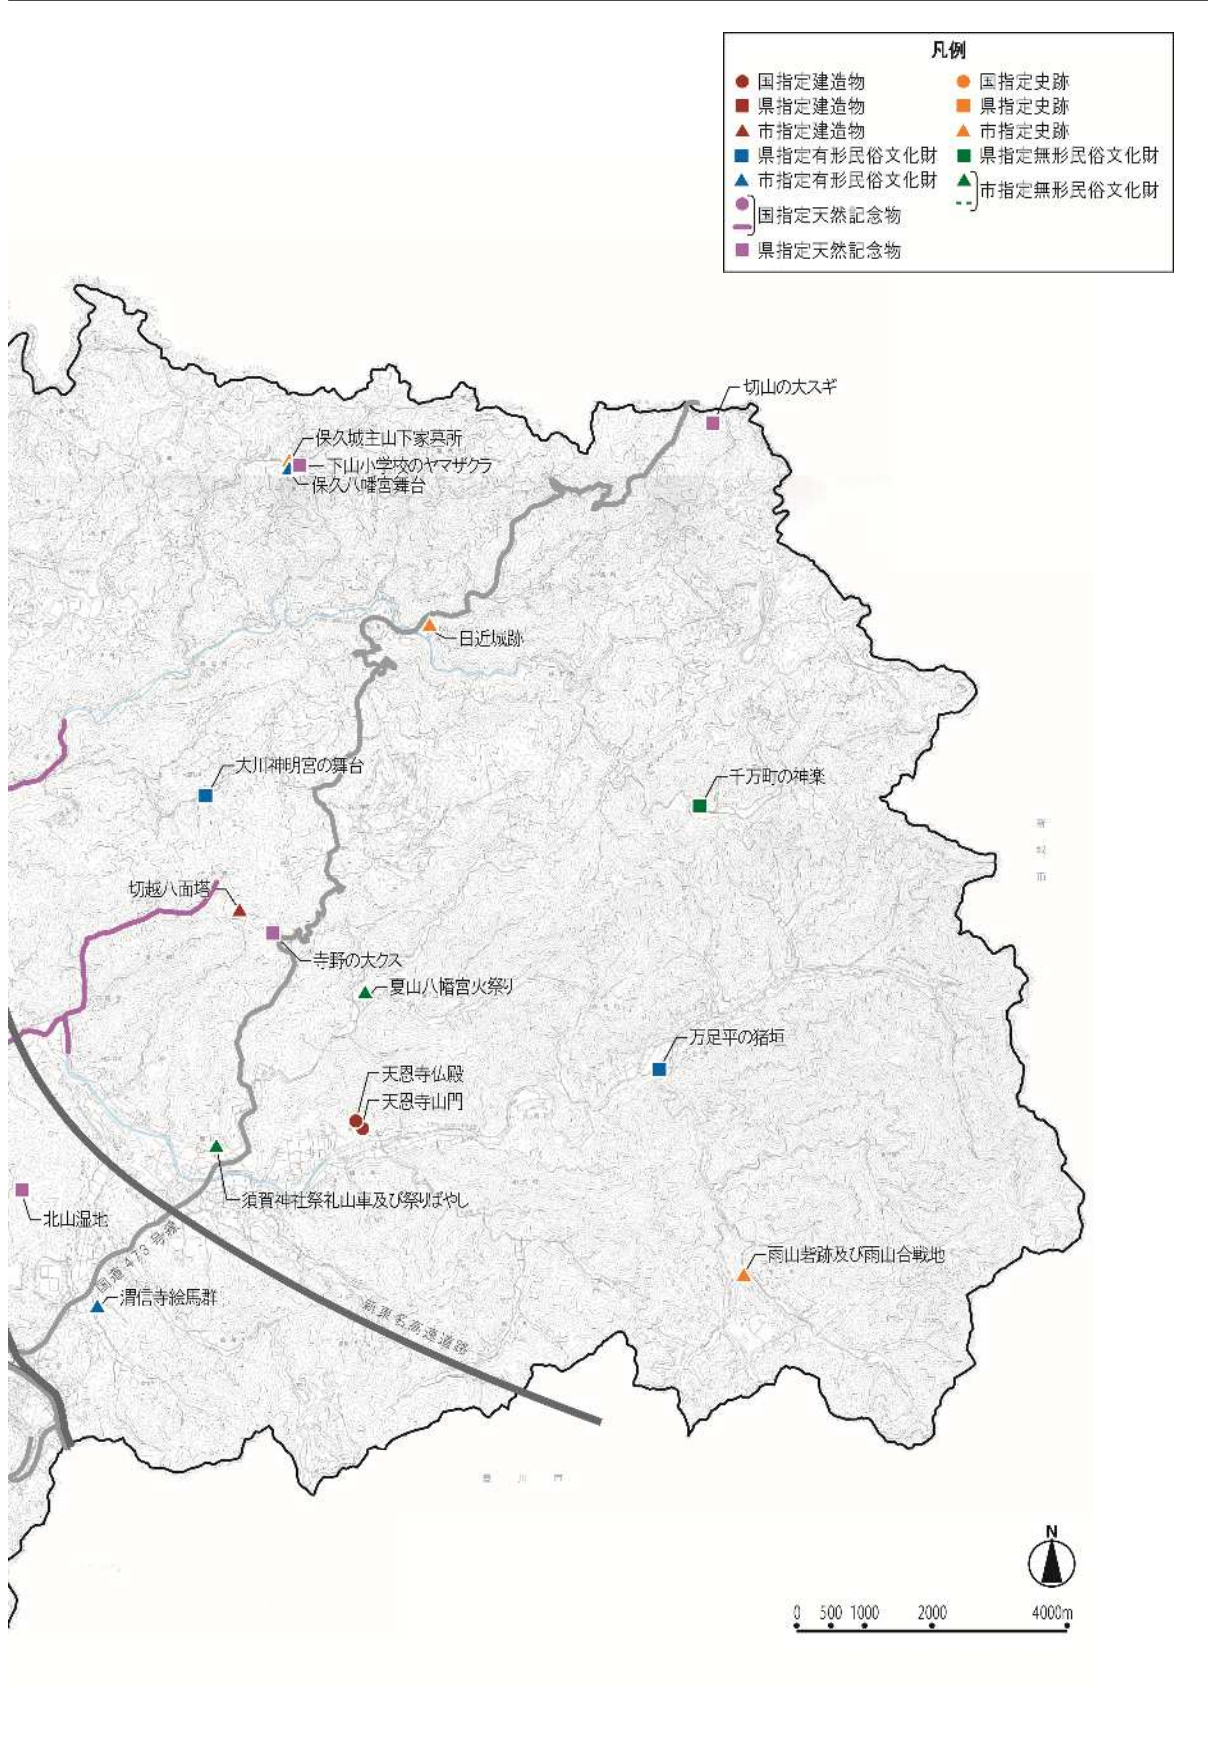 凡例
国指定建造物
県指定建造物
市指定建造物
県指定有形民俗文化財
市指定有形民俗文化財
国指定天然記念物
県指定天然記念物
国指定史跡
県指定史跡
市指定史跡
県指定無形民俗文化財
市指定無形民俗文化財
切山の大スギ
保久城主山下家墓所
下山小学校のヤマザクラ
保久八幡宮舞台
日近城跡
大川神明宮の舞台
千万町の神楽
新城市
切越八面塔
寺野の大クス
夏山八幡宮火祭り
万足平の猪垣
天恩寺仏殿
天恩寺山門
須賀神社祭礼山車及び祭りばやし
北山湿地
国道473号線
雨山砦跡及び雨山合戦地
渭信寺絵馬群
新東名高速道路
豊川市
N
0 500 1000 2000 4000m